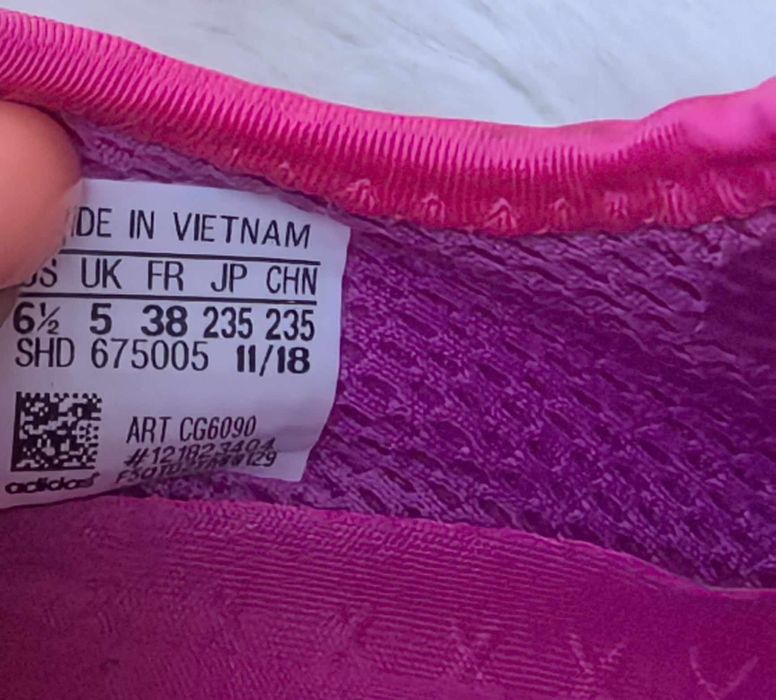 DE IN VIETNAM
US UK FR JP CHN
6½ 5 38 235 235
SHD 675005 11/18
ART CG6090
#121823404
adidas